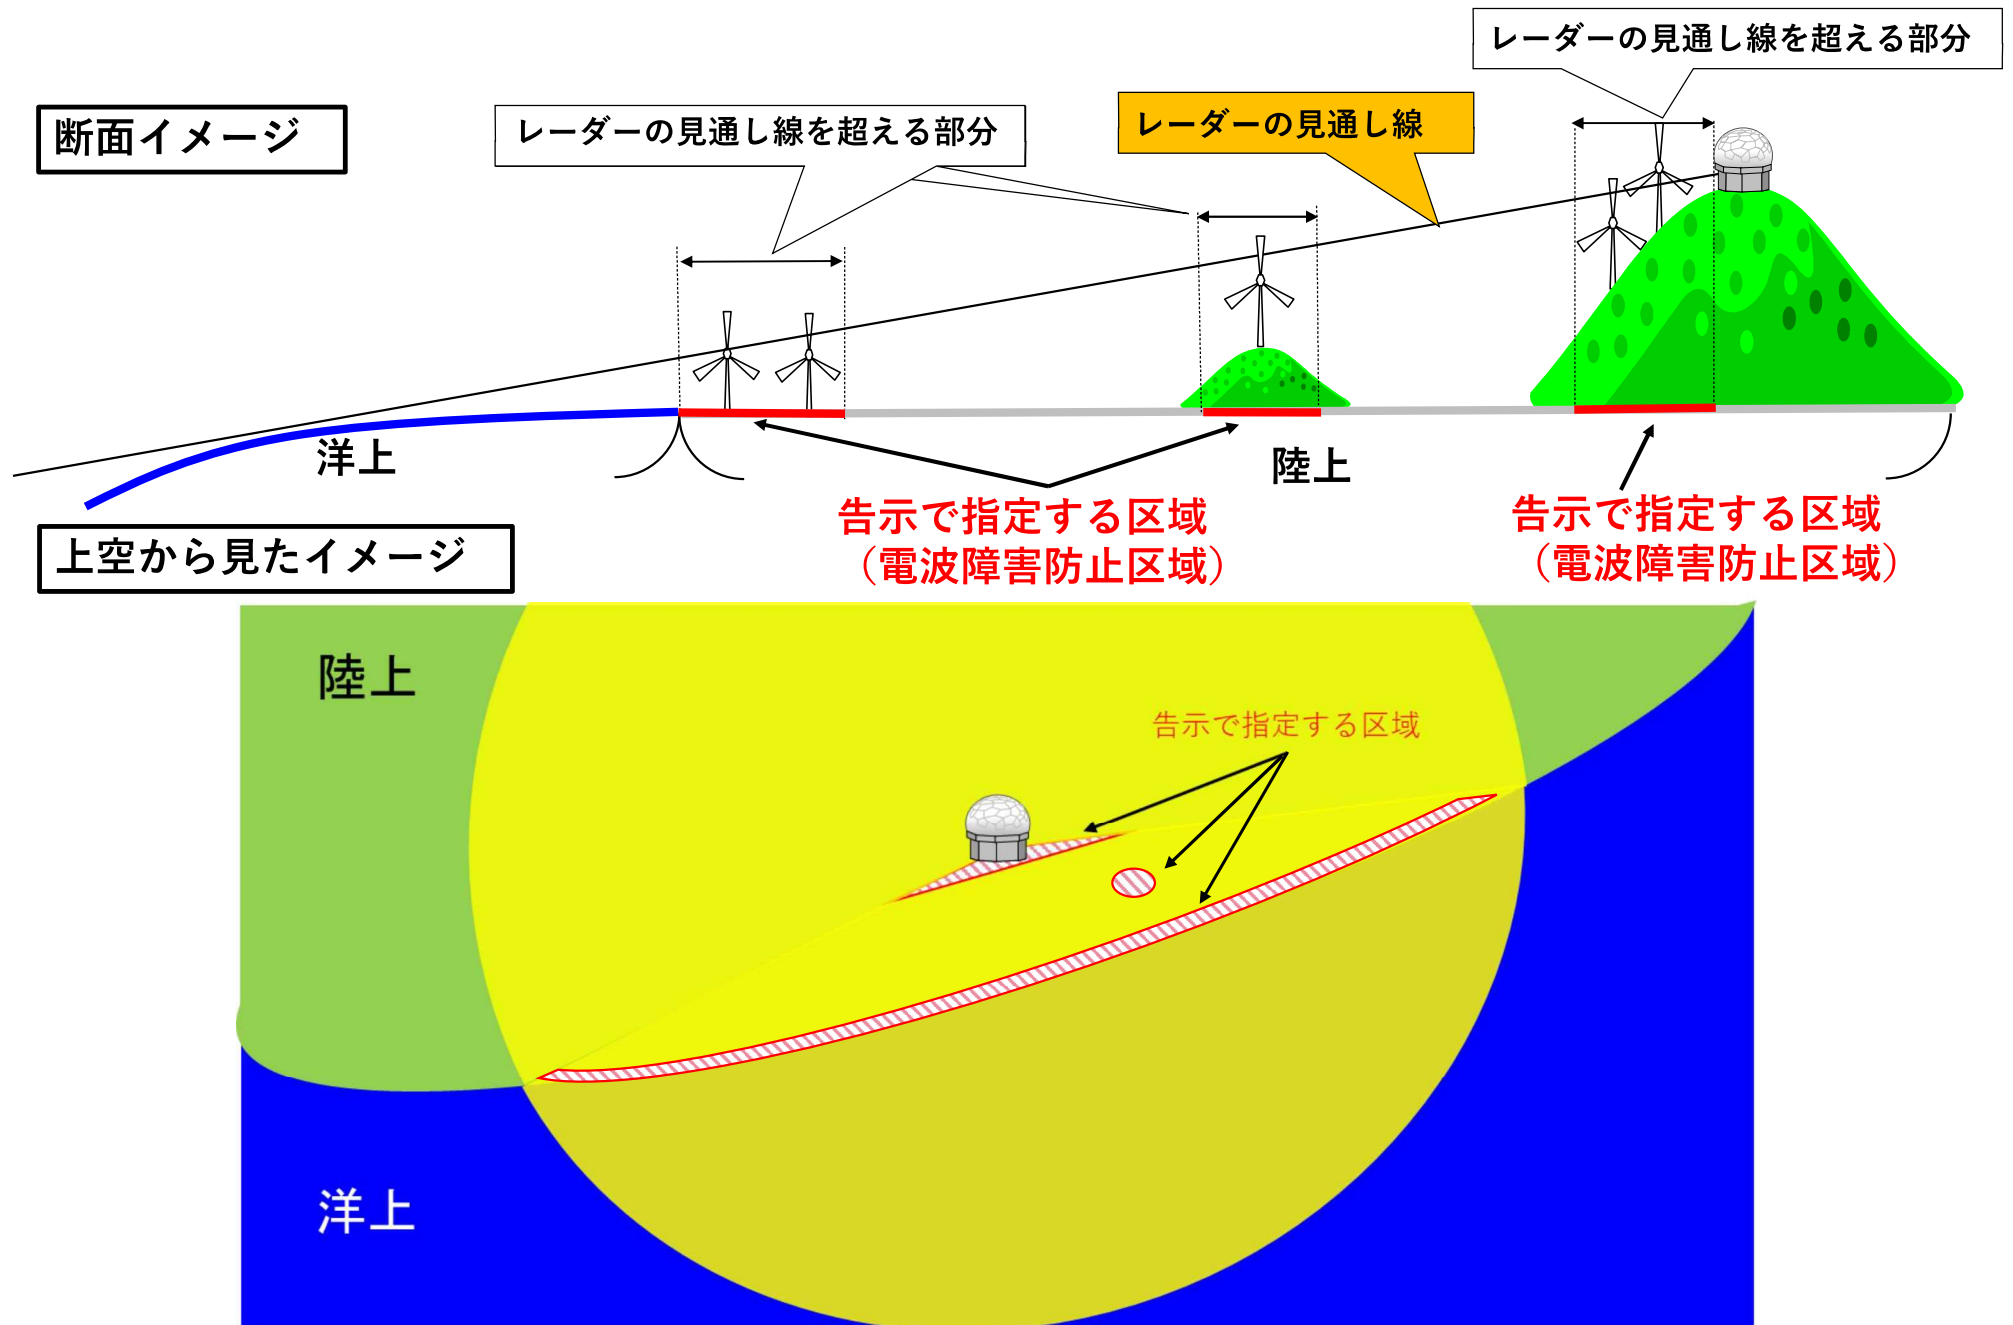 レーダーの見通し線を超える部分
断面イメージ
レーダーの見通し線を超える部分
レーダーの見通し線
洋上
陸上
告示で指定する区域
（電波障害防止区域）
告示で指定する区域
（電波障害防止区域）
上空から見たイメージ
陸上
告示で指定する区域
洋上